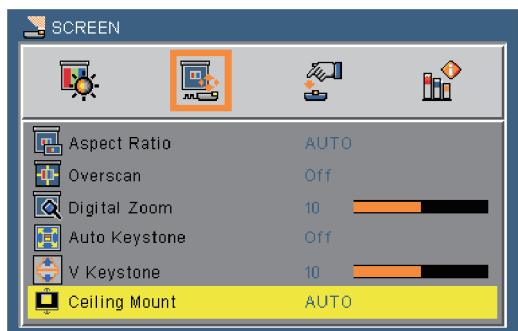 SCREEN
Aspect Ratio AUTO
Overscan Off
Digital Zoom 10
Auto Keystone Off
V Keystone 10
Ceiling Mount AUTO